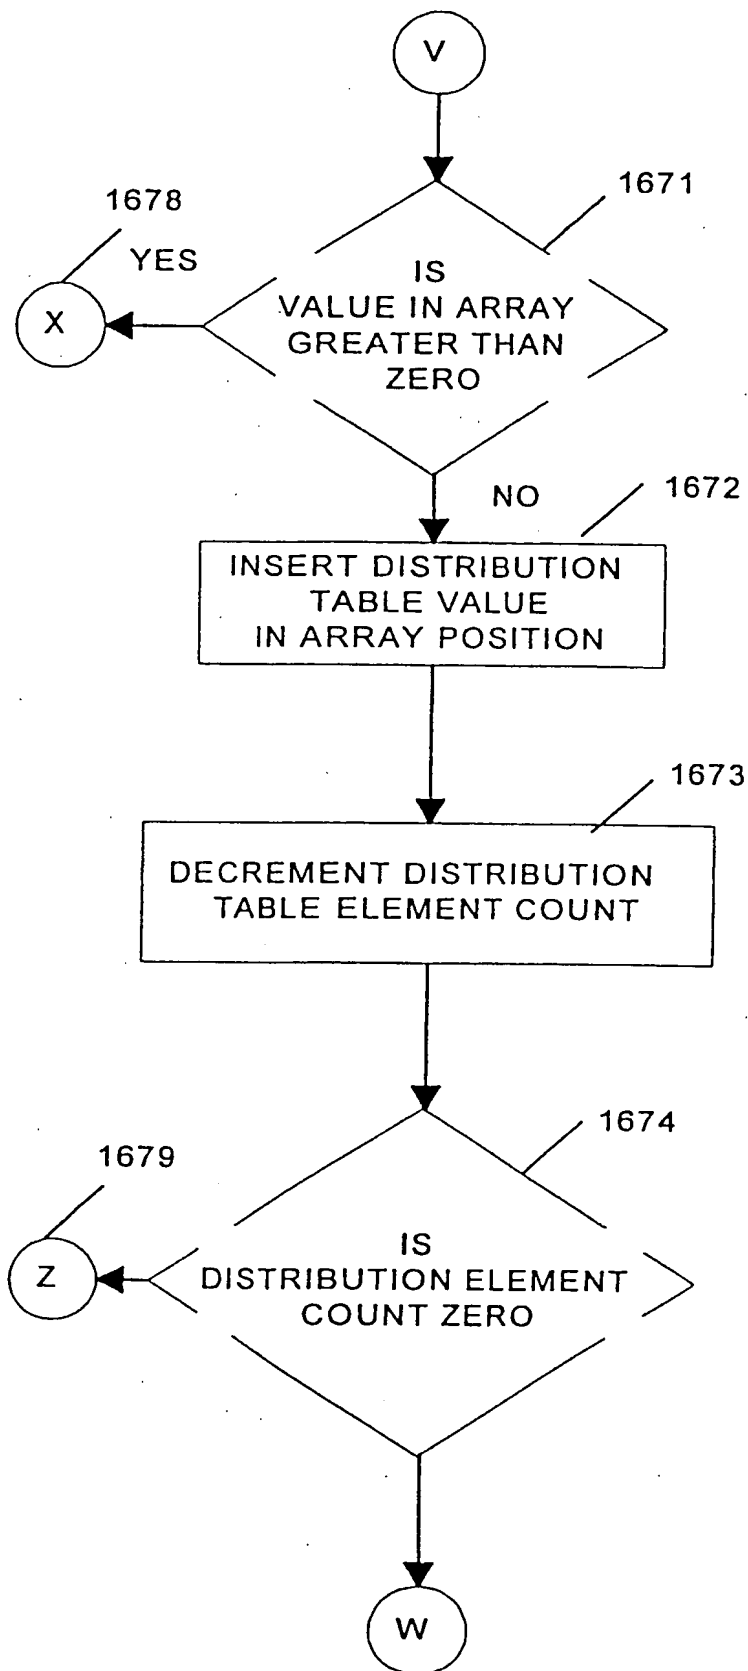 V
1671
1678
YES
IS
VALUE IN ARRAY
GREATER THAN
ZERO
X
NO
1672
INSERT DISTRIBUTION
TABLE VALUE
IN ARRAY POSITION
1673
DECREMENT DISTRIBUTION
TABLE ELEMENT COUNT
1674
1679
IS
DISTRIBUTION ELEMENT
COUNT ZERO
Z
W